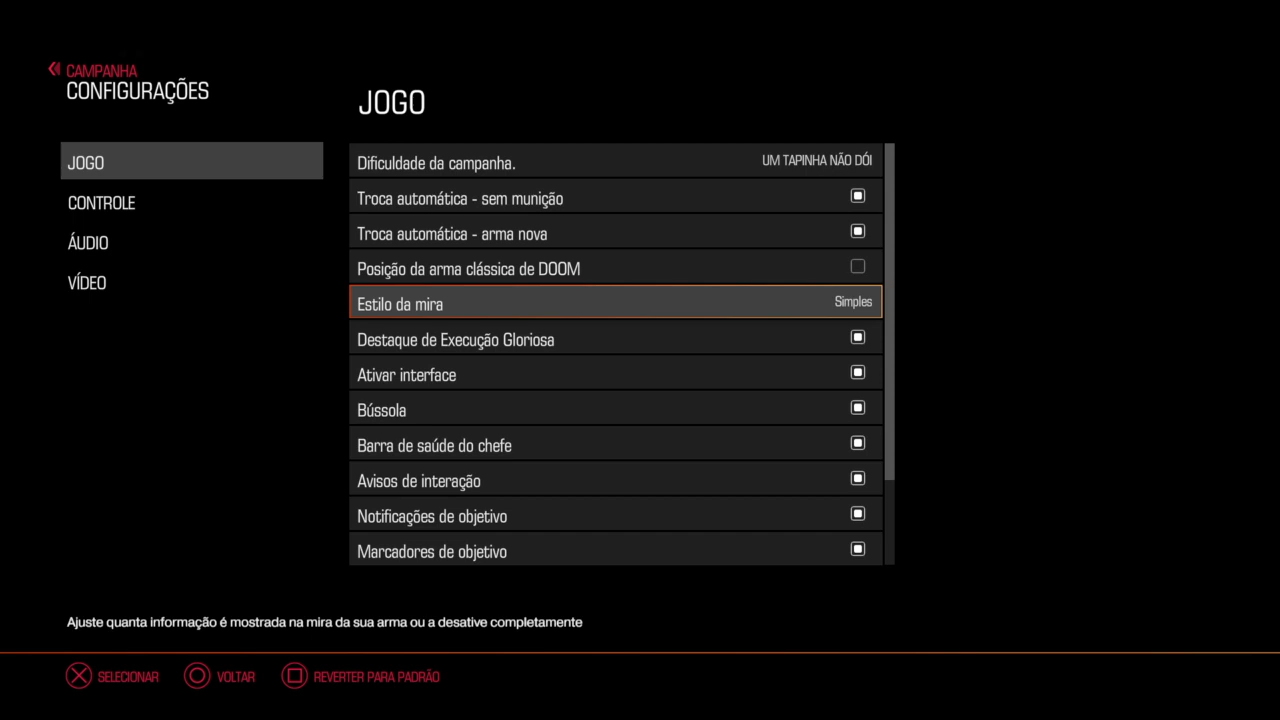 CAMPANHA
CONFIGURAÇÕES
JOGO
JOGO
CONTROLE
ÁUDIO
VÍDEO
Dificuldade da campanha. UM TAPINHA NÃO DÓI
Troca automática - sem munição
Troca automática - arma nova
Posição da arma clássica de DOOM
Estilo da mira Simples
Destaque de Execução Gloriosa
Ativar interface
Bússola
Barra de saúde do chefe
Avisos de interação
Notificações de objetivo
Marcadores de objetivo
Ajuste quanta informação é mostrada na mira da sua arma ou a desative completamente
SELECIONAR VOLTAR REVERTER PARA PADRÃO